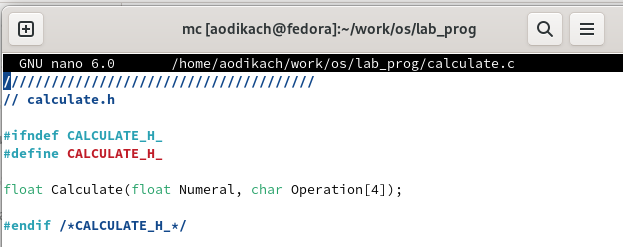 mc [aodikach@fedora]:~/work/os/lab_prog
GNU nano 6.0 /home/aodikach/work/os/lab_prog/calculate.c
///////////////////////////////////////
// calculate.h
#ifndef CALCULATE_H_
#define CALCULATE_H_
float Calculate(float Numeral, char Operation[4]);
#endif /*CALCULATE_H_*/